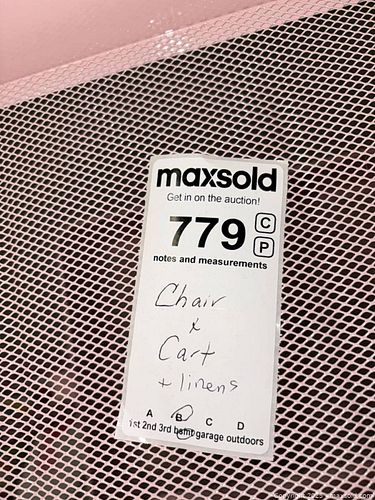 maxsold
Get in on the auction!
779 C
P
notes and measurements
Chair
&
Cart
+ linens
A B C D
1st 2nd 3rd bsmt garage outdoors